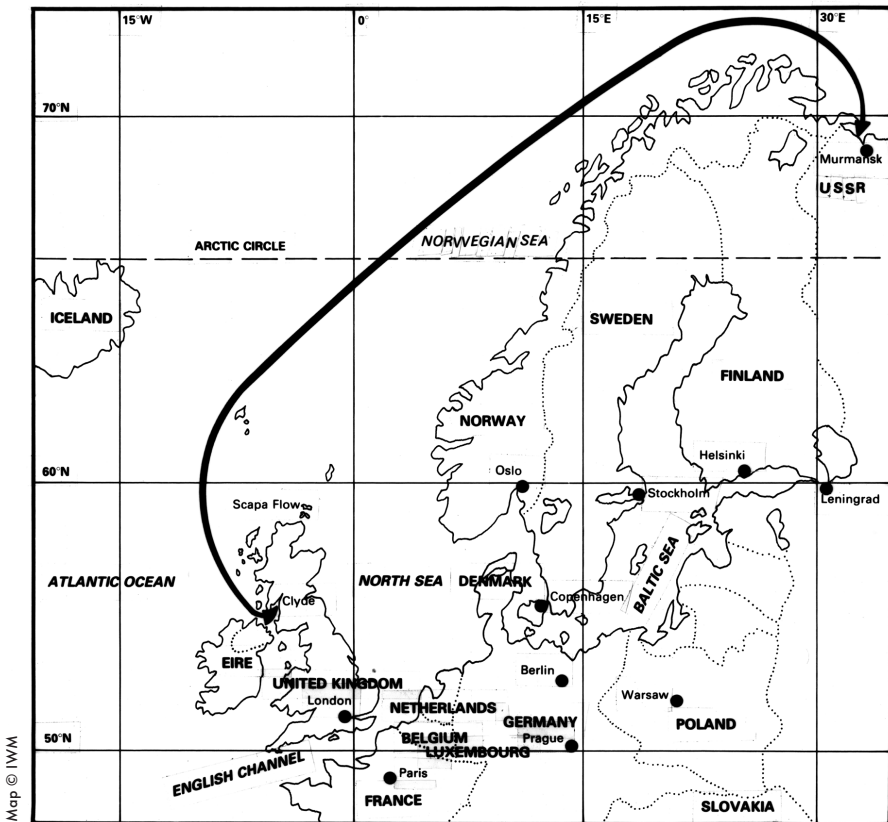 15°W
0°
15°E
30°E
70°N
Murmansk
USSR
NORWEGIAN SEA
ARCTIC CIRCLE
ICELAND
SWEDEN
FINLAND
NORWAY
Helsinki
Oslo
60°N
Stockholm
Leningrad
Scapa Flow
BALTIC SEA
ATLANTIC OCEAN
NORTH SEA
DENMARK
Clyde
Copenhagen
EIRE
Berlin
UNITED KINGDOM
London
Warsaw
NETHERLANDS
GERMANY
POLAND
BELGIUM
Prague
50°N
LUXEMBOURG
ENGLISH CHANNEL
Paris
FRANCE
SLOVAKIA
Map © IWM